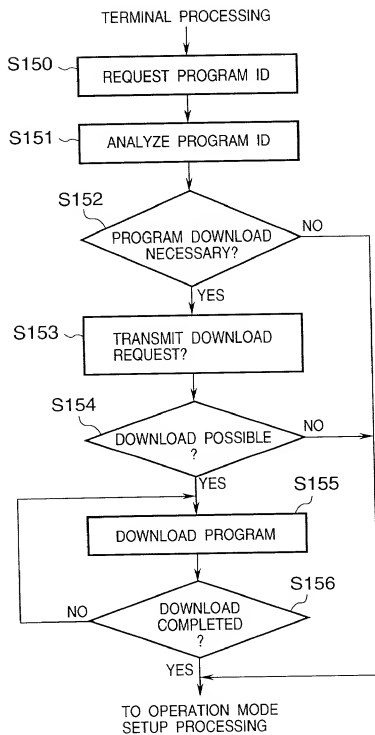 TERMINAL PROCESSING
S150
REQUEST PROGRAM ID
S151
ANALYZE PROGRAM ID
S152
PROGRAM DOWNLOAD
NECESSARY?
NO
YES
S153
TRANSMIT DOWNLOAD
REQUEST?
S154
DOWNLOAD POSSIBLE
?
NO
YES
S155
DOWNLOAD PROGRAM
S156
DOWNLOAD
COMPLETED
?
NO
YES
TO OPERATION MODE
SETUP PROCESSING